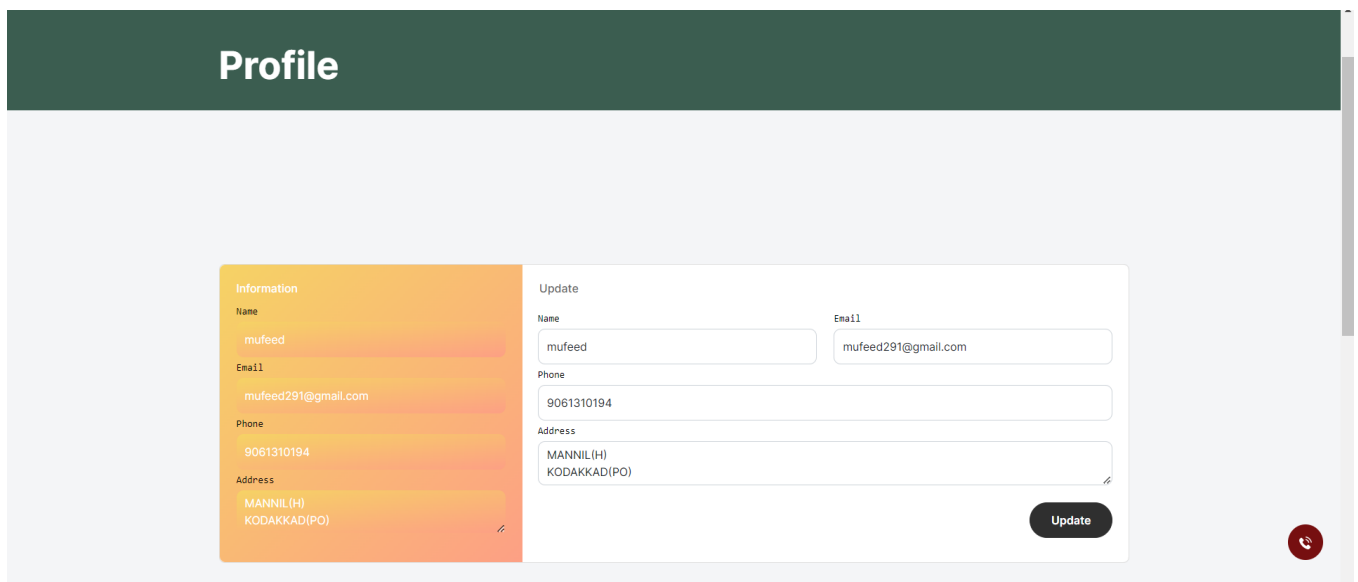 Profile
Information
Name
mufeed
Email
mufeed291@gmail.com
Phone
9061310194
Address
MANNIL(H)
KODAKKAD(PO)
Update
Name
Email
mufeed
mufeed291@gmail.com
Phone
9061310194
Address
MANNIL(H)
KODAKKAD(PO)
Update